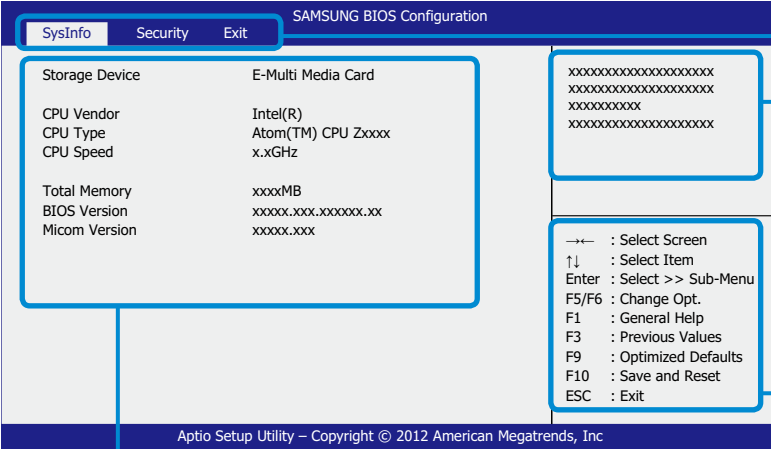 SAMSUNG BIOS Configuration
SysInfo Security Exit
Storage Device E-Multi Media Card
CPU Vendor Intel(R)
CPU Type Atom(TM) CPU Zxxxx
CPU Speed x.xGHz
Total Memory xxxxMB
BIOS Version xxxxx.xxx.xxxxxx.xx
Micom Version xxxxx.xxx
xxxxxxxxxxxxxxxxxxxx
xxxxxxxxxxxxxxxxxxxx
xxxxxxxxxx
xxxxxxxxxxxxxxxxxxxx
→← : Select Screen
↑↓ : Select Item
Enter : Select >> Sub-Menu
F5/F6 : Change Opt.
F1 : General Help
F3 : Previous Values
F9 : Optimized Defaults
F10 : Save and Reset
ESC : Exit
Aptio Setup Utility – Copyright © 2012 American Megatrends, Inc